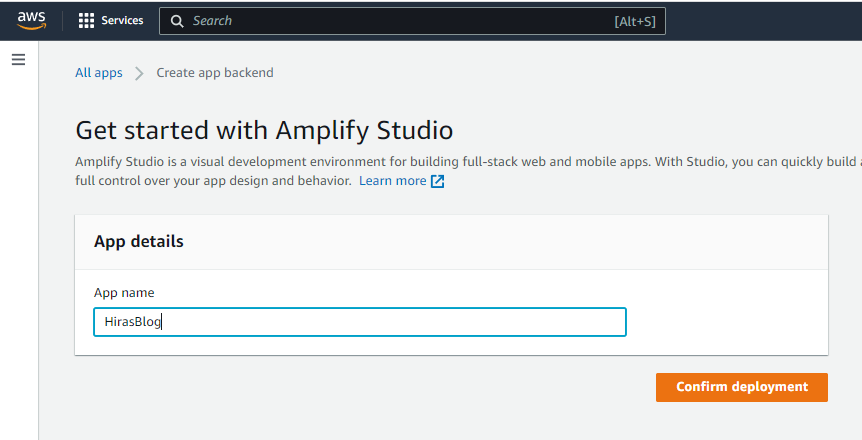 aws Services Search [Alt+S]
All apps Create app backend
Get started with Amplify Studio
Amplify Studio is a visual development environment for building full-stack web and mobile apps. With Studio, you can quickly build
full control over your app design and behavior. Learn more
App details
App name
HirasBlog
Confirm deployment